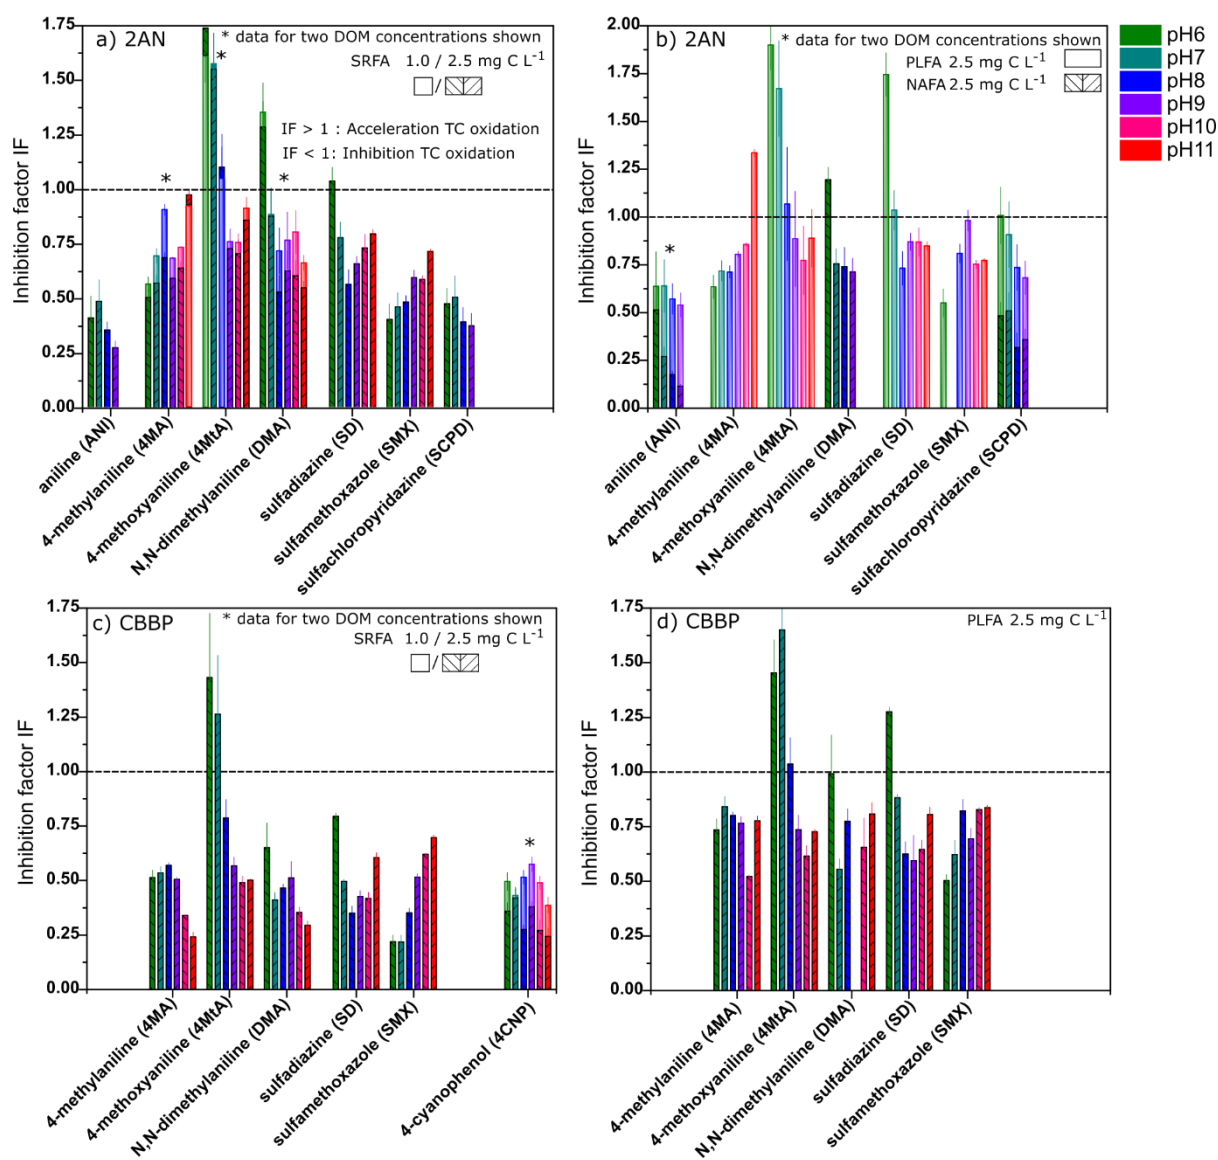 a) 2AN
* data for two DOM concentrations shown
SRFA 1.0 / 2.5 mg C L⁻¹
/
IF > 1 : Acceleration TC oxidation
IF < 1: Inhibition TC oxidation
*
*
*
Inhibition factor IF
1.75
1.50
1.25
1.00
0.75
0.50
0.25
0.00
aniline (ANI)
4-methylaniline (4MA)
4-methoxyaniline (4MtA)
N,N-dimethylaniline (DMA)
sulfadiazine (SD)
sulfamethoxazole (SMX)
sulfachloropyridazine (SCPD)
b) 2AN
* data for two DOM concentrations shown
PLFA 2.5 mg C L⁻¹
NAFA 2.5 mg C L⁻¹
*
Inhibition factor IF
2.00
1.75
1.50
1.25
1.00
0.75
0.50
0.25
0.00
aniline (ANI)
4-methylaniline (4MA)
4-methoxyaniline (4MtA)
N,N-dimethylaniline (DMA)
sulfadiazine (SD)
sulfamethoxazole (SMX)
sulfachloropyridazine (SCPD)
pH6
pH7
pH8
pH9
pH10
pH11
c) CBBP
* data for two DOM concentrations shown
SRFA 1.0 / 2.5 mg C L⁻¹
/
*
Inhibition factor IF
1.75
1.50
1.25
1.00
0.75
0.50
0.25
0.00
4-methylaniline (4MA)
4-methoxyaniline (4MtA)
N,N-dimethylaniline (DMA)
sulfadiazine (SD)
sulfamethoxazole (SMX)
4-cyanophenol (4CNP)
d) CBBP
PLFA 2.5 mg C L⁻¹
Inhibition factor IF
1.75
1.50
1.25
1.00
0.75
0.50
0.25
0.00
4-methylaniline (4MA)
4-methoxyaniline (4MtA)
N,N-dimethylaniline (DMA)
sulfadiazine (SD)
sulfamethoxazole (SMX)